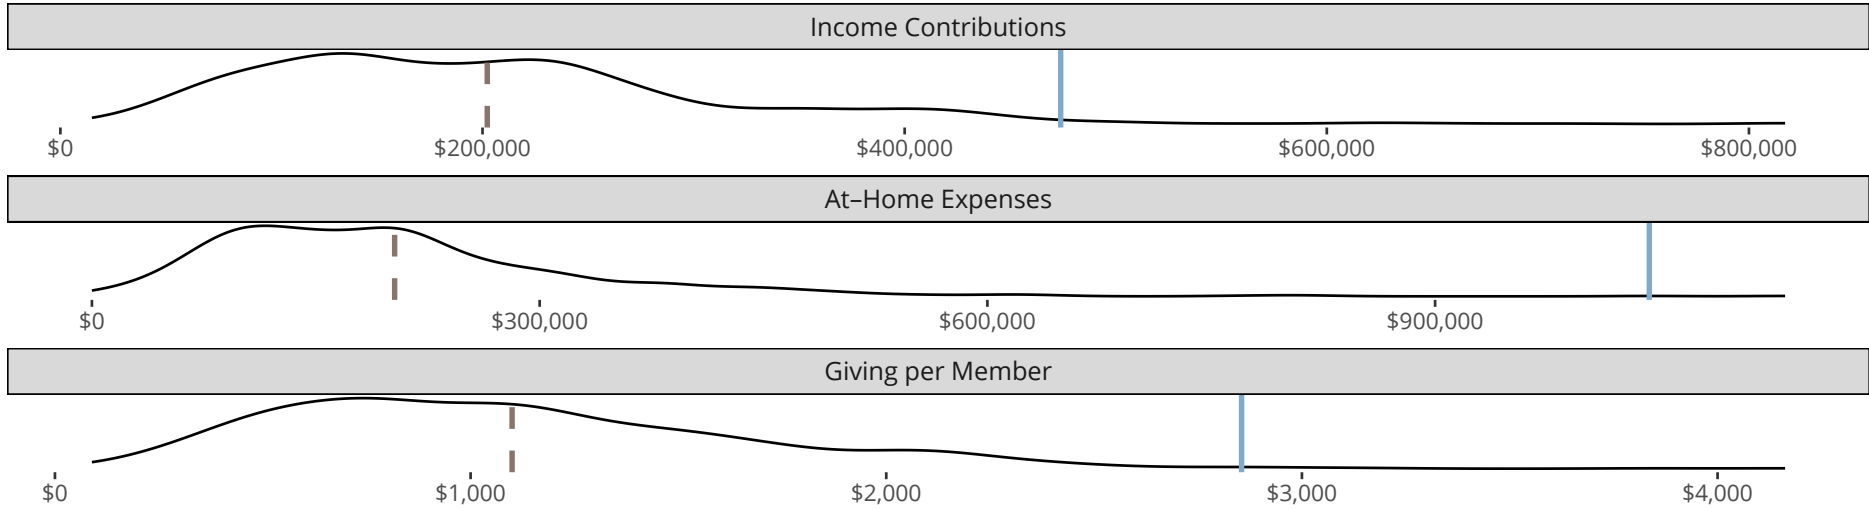 Income Contributions
$0 $200,000 $400,000 $600,000 $800,000
At–Home Expenses
$0 $300,000 $600,000 $900,000
Giving per Member
$0 $1,000 $2,000 $3,000 $4,000